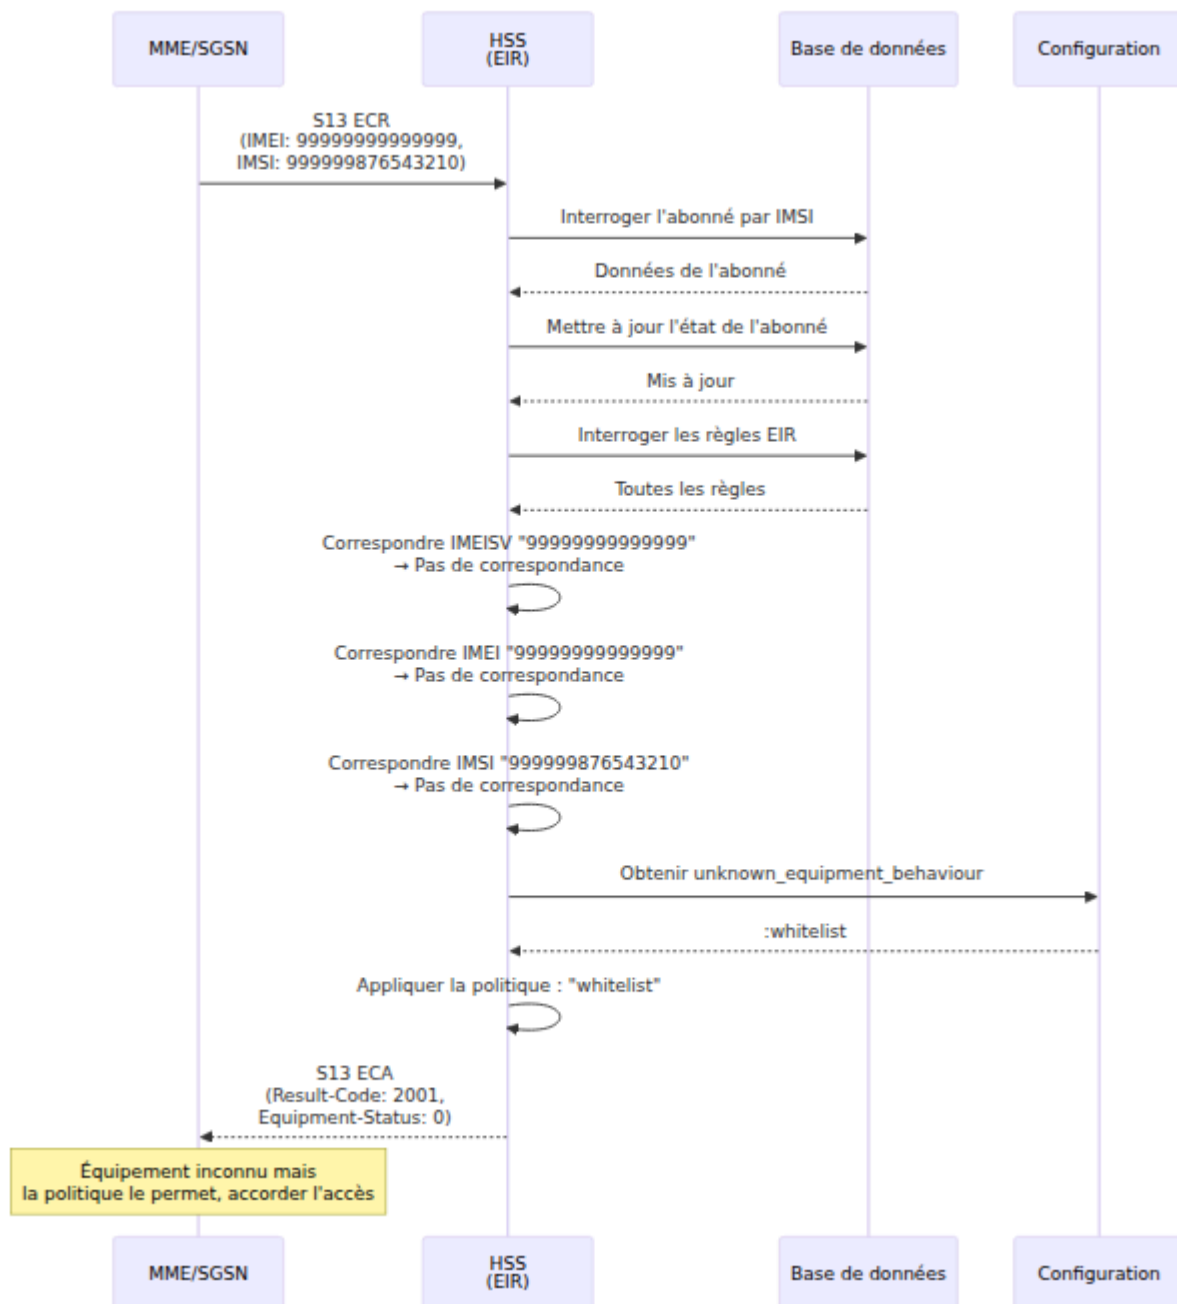 MME/SGSN
HSS
(EIR)
Base de données
Configuration
S13 ECR
(IMEI: 99999999999999,
IMSI: 999999876543210)
Interroger l'abonné par IMSI
Données de l'abonné
Mettre à jour l'état de l'abonné
Mis à jour
Interroger les règles EIR
Toutes les règles
Correspondre IMEISV "99999999999999"
→ Pas de correspondance
Correspondre IMEI "99999999999999"
→ Pas de correspondance
Correspondre IMSI "999999876543210"
→ Pas de correspondance
Obtenir unknown_equipment_behaviour
:whitelist
Appliquer la politique : "whitelist"
S13 ECA
(Result-Code: 2001,
Equipment-Status: 0)
Équipement inconnu mais
la politique le permet, accorder l'accès
MME/SGSN
HSS
(EIR)
Base de données
Configuration